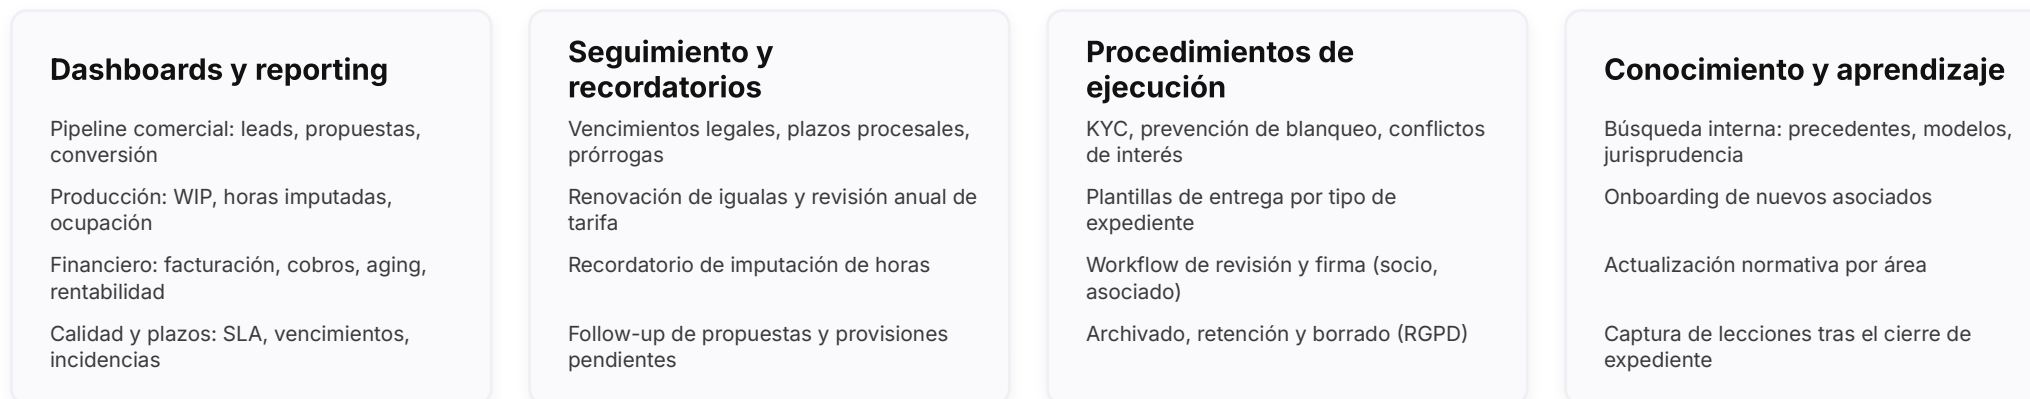 Dashboards y reporting
Pipeline comercial: leads, propuestas,
conversión
Producción: WIP, horas imputadas,
ocupación
Financiero: facturación, cobros, aging,
rentabilidad
Calidad y plazos: SLA, vencimientos,
incidencias
Seguimiento y
recordatorios
Vencimientos legales, plazos procesales,
prórrogas
Renovación de igualas y revisión anual de
tarifa
Recordatorio de imputación de horas
Follow-up de propuestas y provisiones
pendientes
Procedimientos de
ejecución
KYC, prevención de blanqueo, conflictos
de interés
Plantillas de entrega por tipo de
expediente
Workflow de revisión y firma (socio,
asociado)
Archivado, retención y borrado (RGPD)
Conocimiento y aprendizaje
Búsqueda interna: precedentes, modelos,
jurisprudencia
Onboarding de nuevos asociados
Actualización normativa por área
Captura de lecciones tras el cierre de
expediente